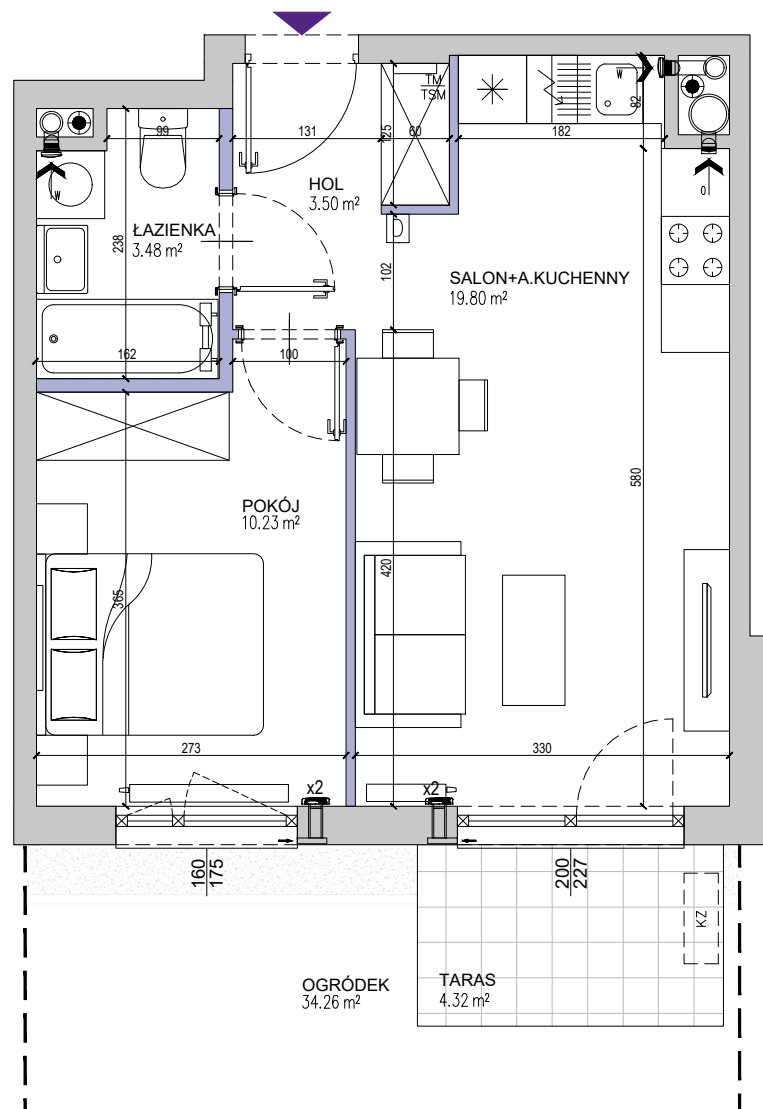 TM
TSM
W
82
99
131
125
60
182
W
0
HOL
3.50 m²
ŁAZIENKA
3.48 m²
238
102
SALON+A.KUCHENNY
19.80 m²
162
100
580
POKÓJ
10.23 m²
365
420
273
330
x2
x2
160
175
200
227
KZ
OGRÓDEK
34.26 m²
TARAS
4.32 m²